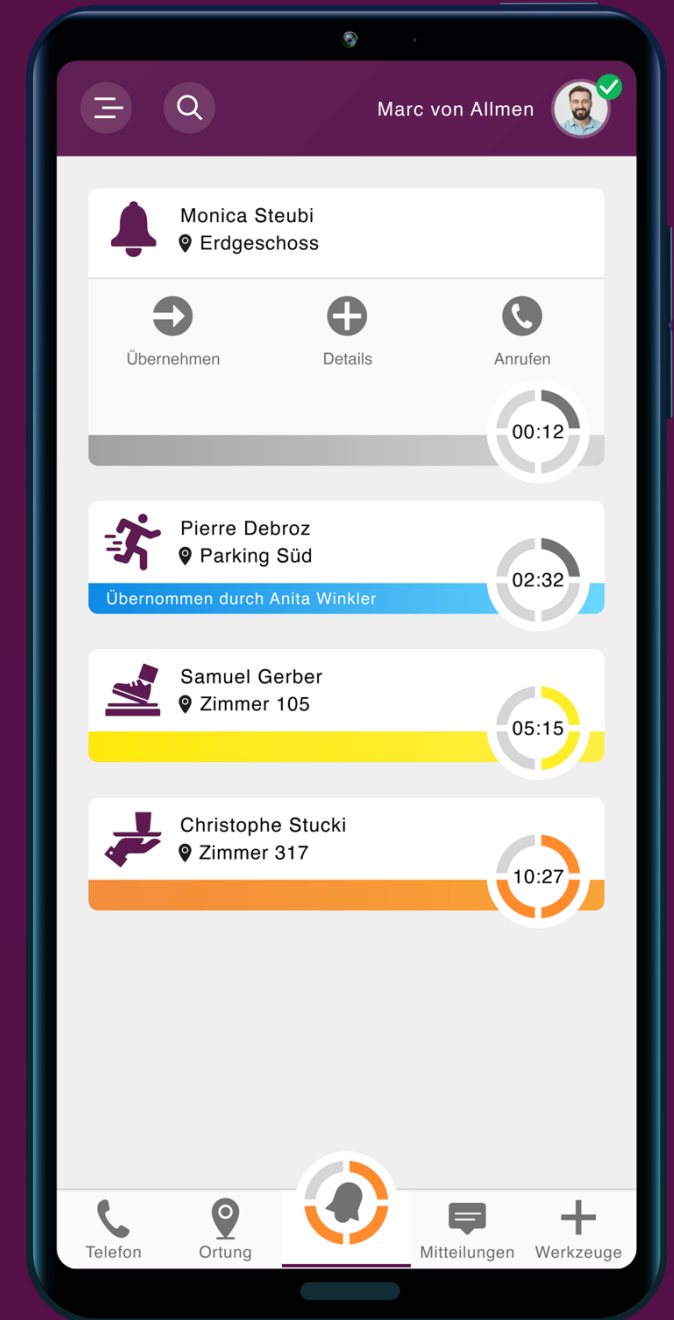 Marc von Allmen
Monica Steubi
Erdgeschoss
Übernehmen
Details
Anrufen
00:12
Pierre Debroz
Parking Süd
02:32
Übernommen durch Anita Winkler
Samuel Gerber
Zimmer 105
05:15
Christophe Stucki
Zimmer 317
10:27
Telefon
Ortung
Mitteilungen
Werkzeuge